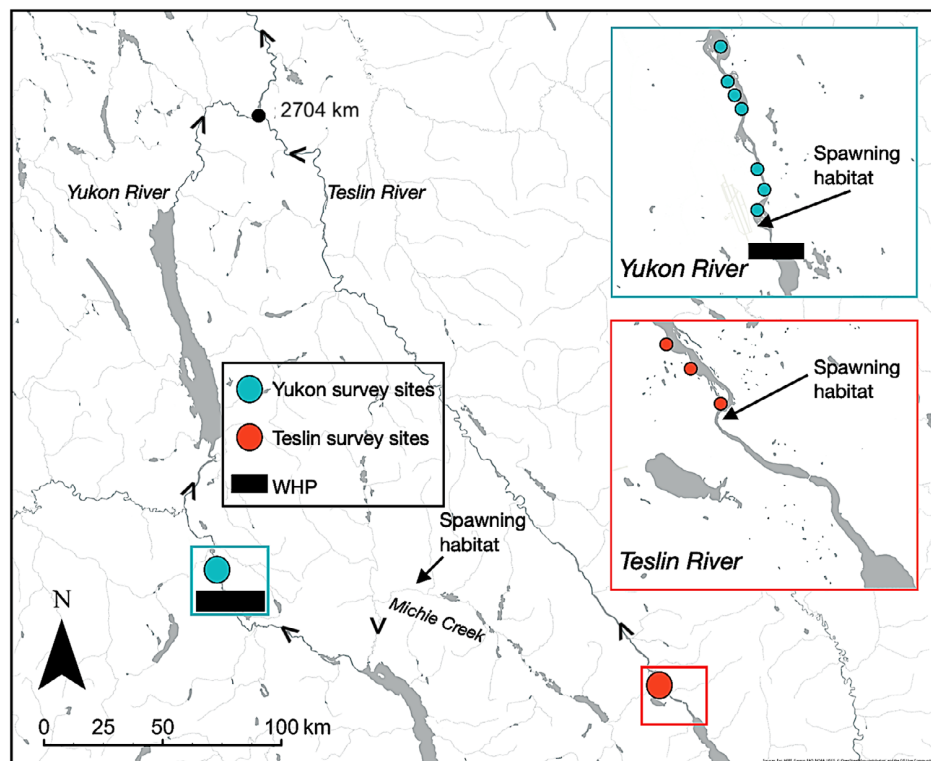 2704 km
Yukon River
Teslin River
Spawning
habitat
Yukon River
Yukon survey sites
Teslin survey sites
WHP
Spawning
habitat
Teslin River
Spawning
habitat
Michie Creek
N
0 50 100 km